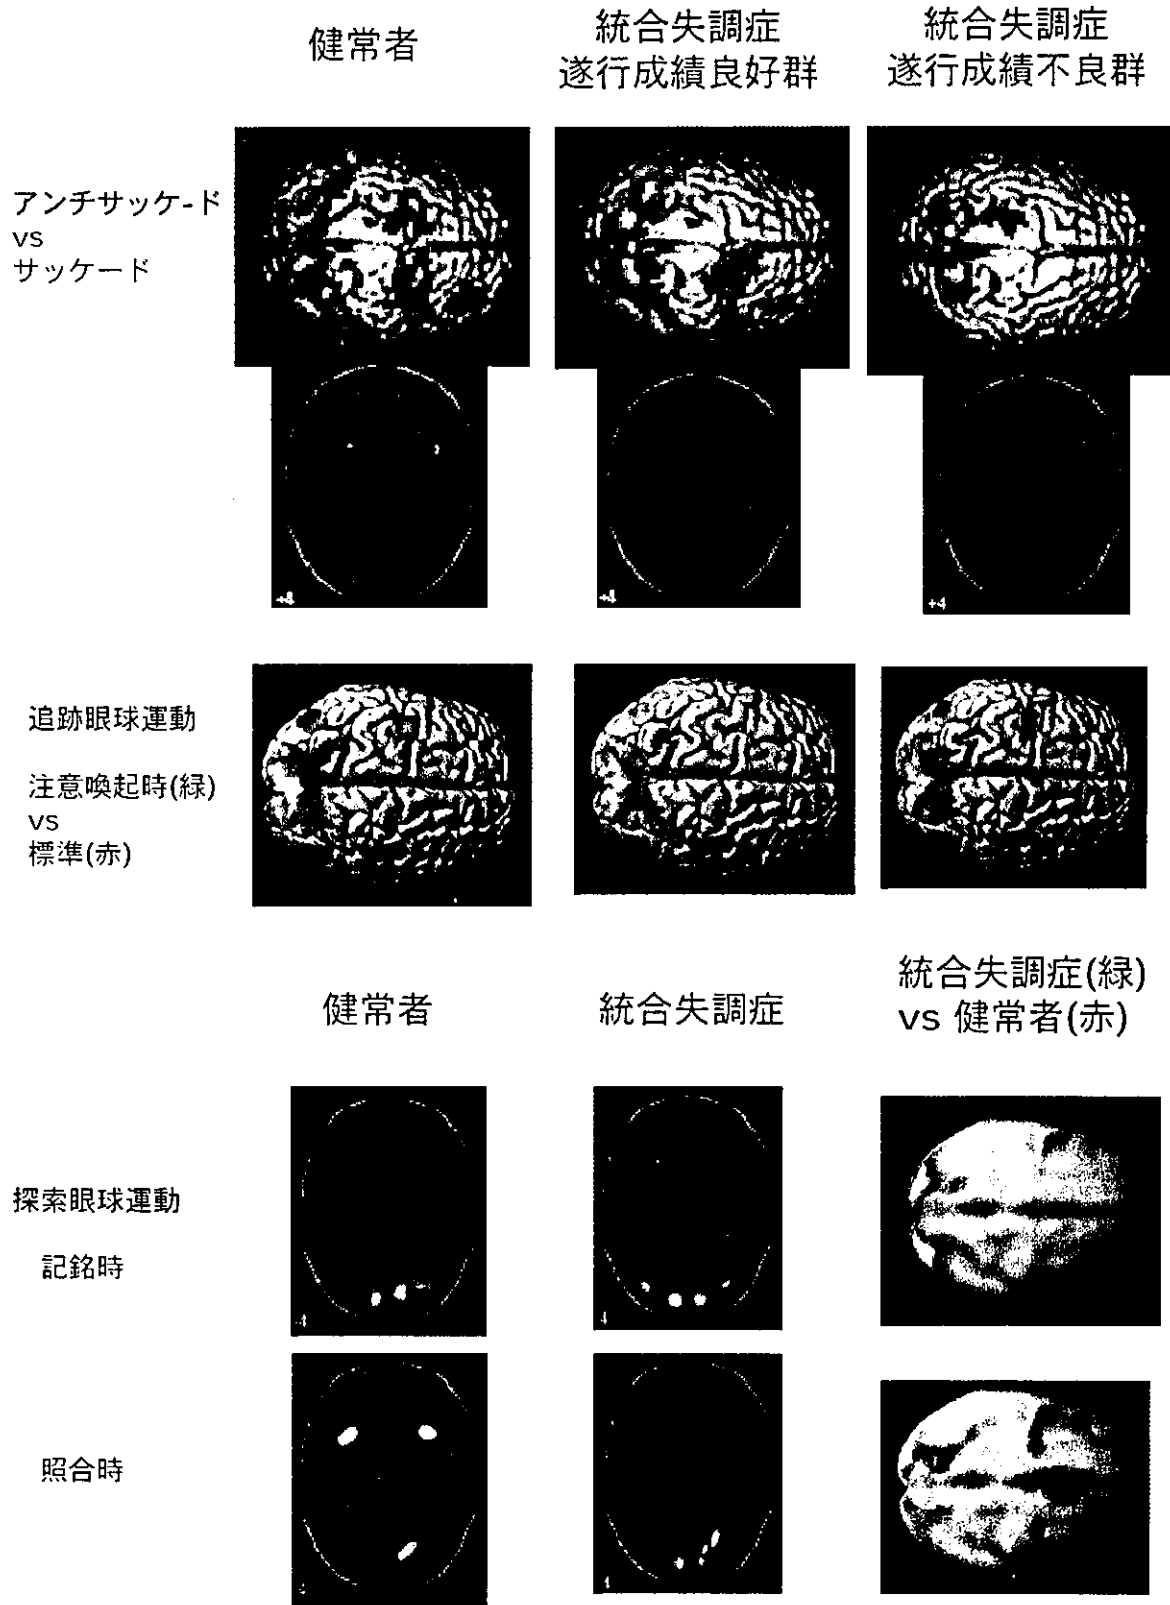 健常者
統合失調症
遂行成績良好群
統合失調症
遂行成績不良群
アンチサッケ-ド
vs
サッケード
+4
+4
+4
追跡眼球運動
注意喚起時(緑)
vs
標準(赤)
健常者
統合失調症
統合失調症(緑)
vs 健常者(赤)
探索眼球運動
記銘時
-4
4
照合時
4
4